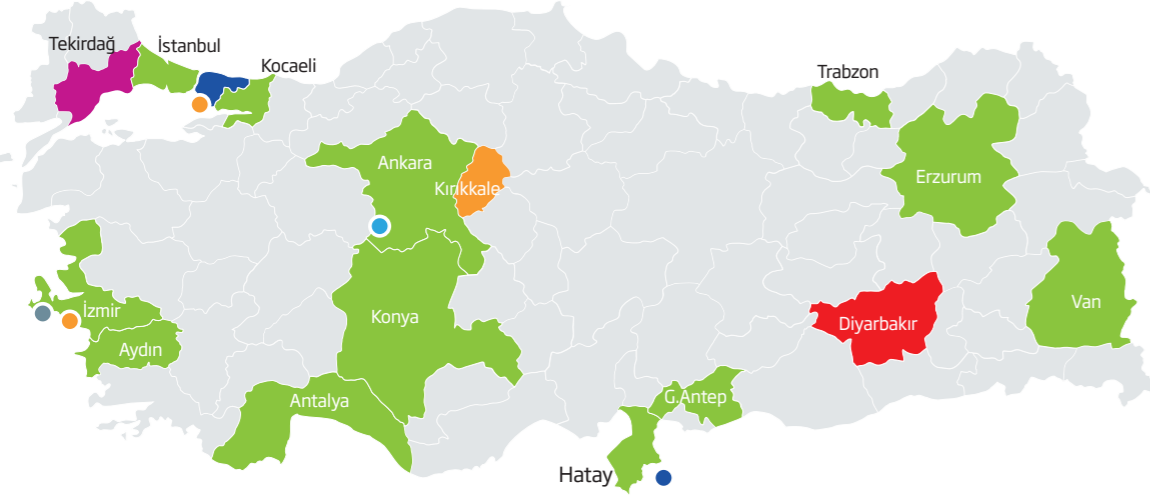 Tekirdağ
İstanbul
Kocaeli
Trabzon
Ankara
Kırıkkale
Erzurum
İzmir
Aydın
Konya
Diyarbakır
Van
Antalya
G.Antep
Hatay